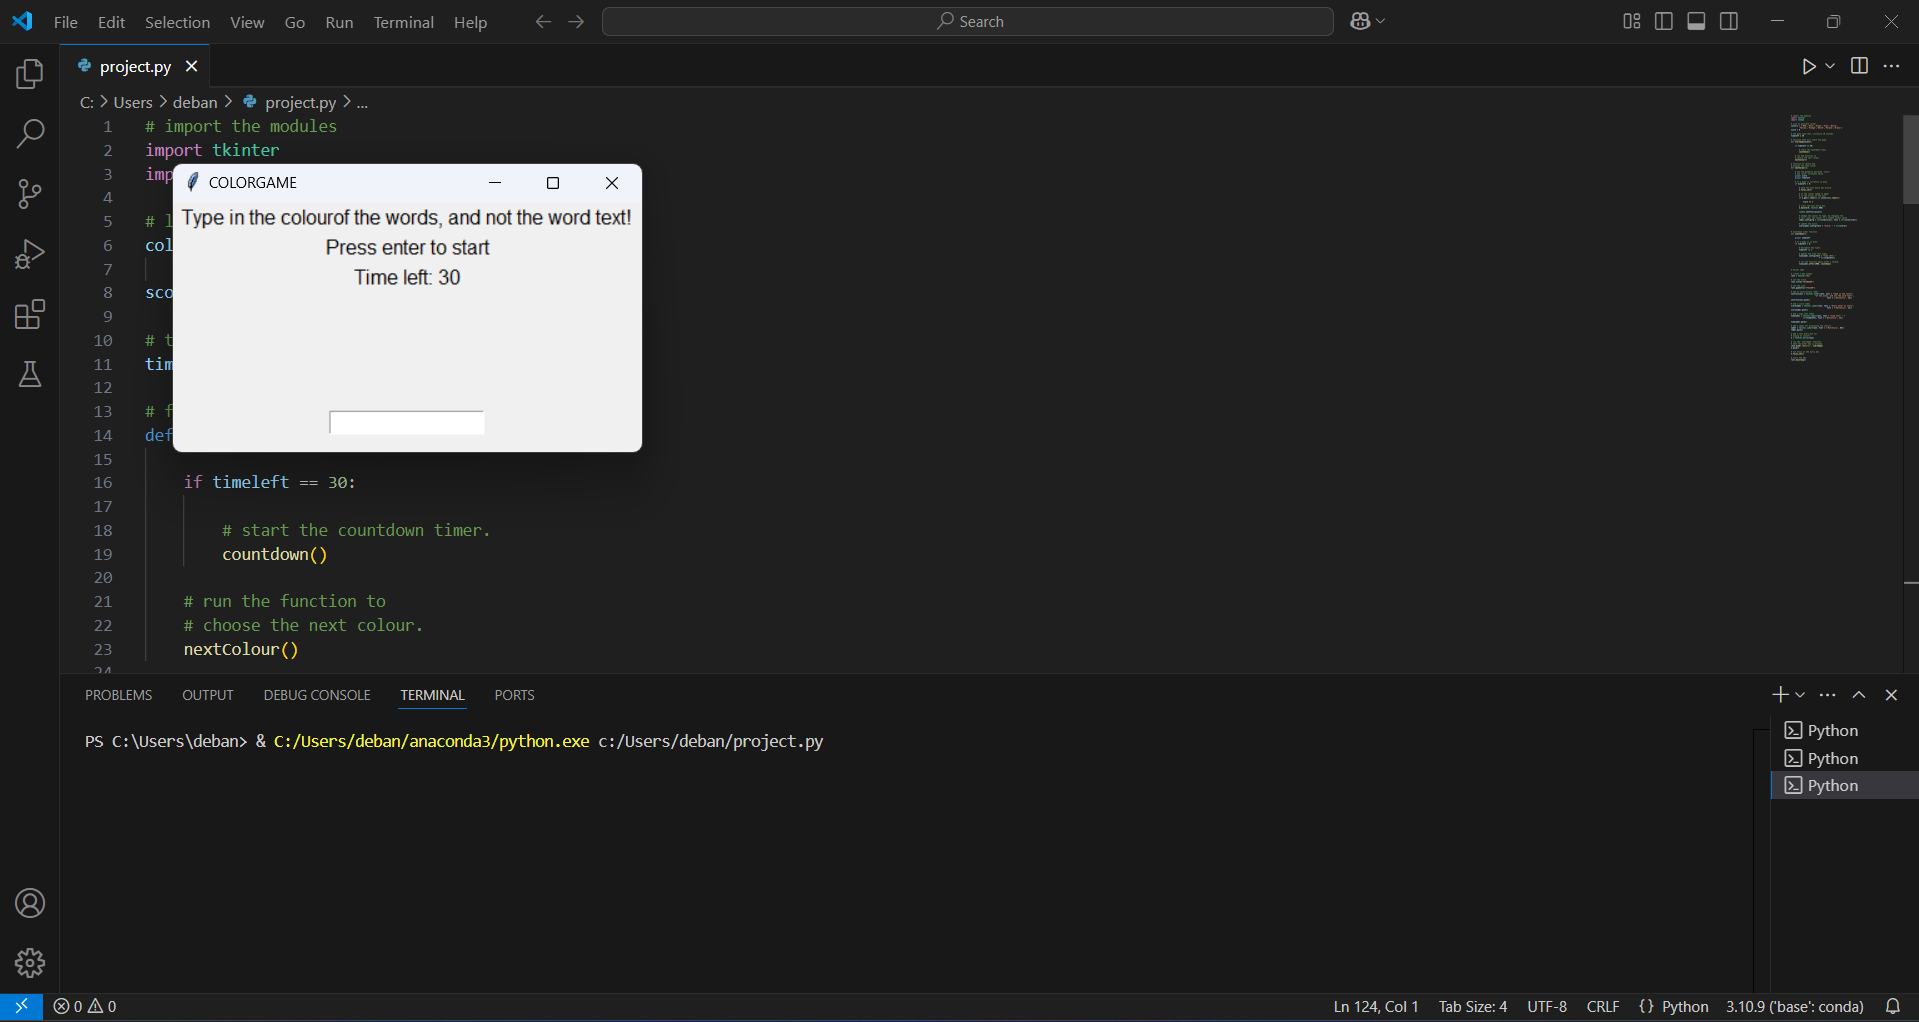 File Edit Selection View Go Run Terminal Help Search
project.py
C: > Users > deban > project.py > ...
1 # import the modules
2 import tkinter
3 imp
4
5 # l
6 col
7
8 sco
9
10 # t
11 tim
12
13 # f
14 def
15
16 if timeleft == 30:
17
18 # start the countdown timer.
19 countdown()
20
21 # run the function to
22 # choose the next colour.
23 nextColour()
24
COLORGAME
Type in the colourof the words, and not the word text!
Press enter to start
Time left: 30
PROBLEMS OUTPUT DEBUG CONSOLE TERMINAL PORTS
PS C:\Users\deban> & C:/Users/deban/anaconda3/python.exe c:/Users/deban/project.py
Python
Python
Python
0 0 Ln 124, Col 1 Tab Size: 4 UTF-8 CRLF {} Python 3.10.9 ('base': conda)